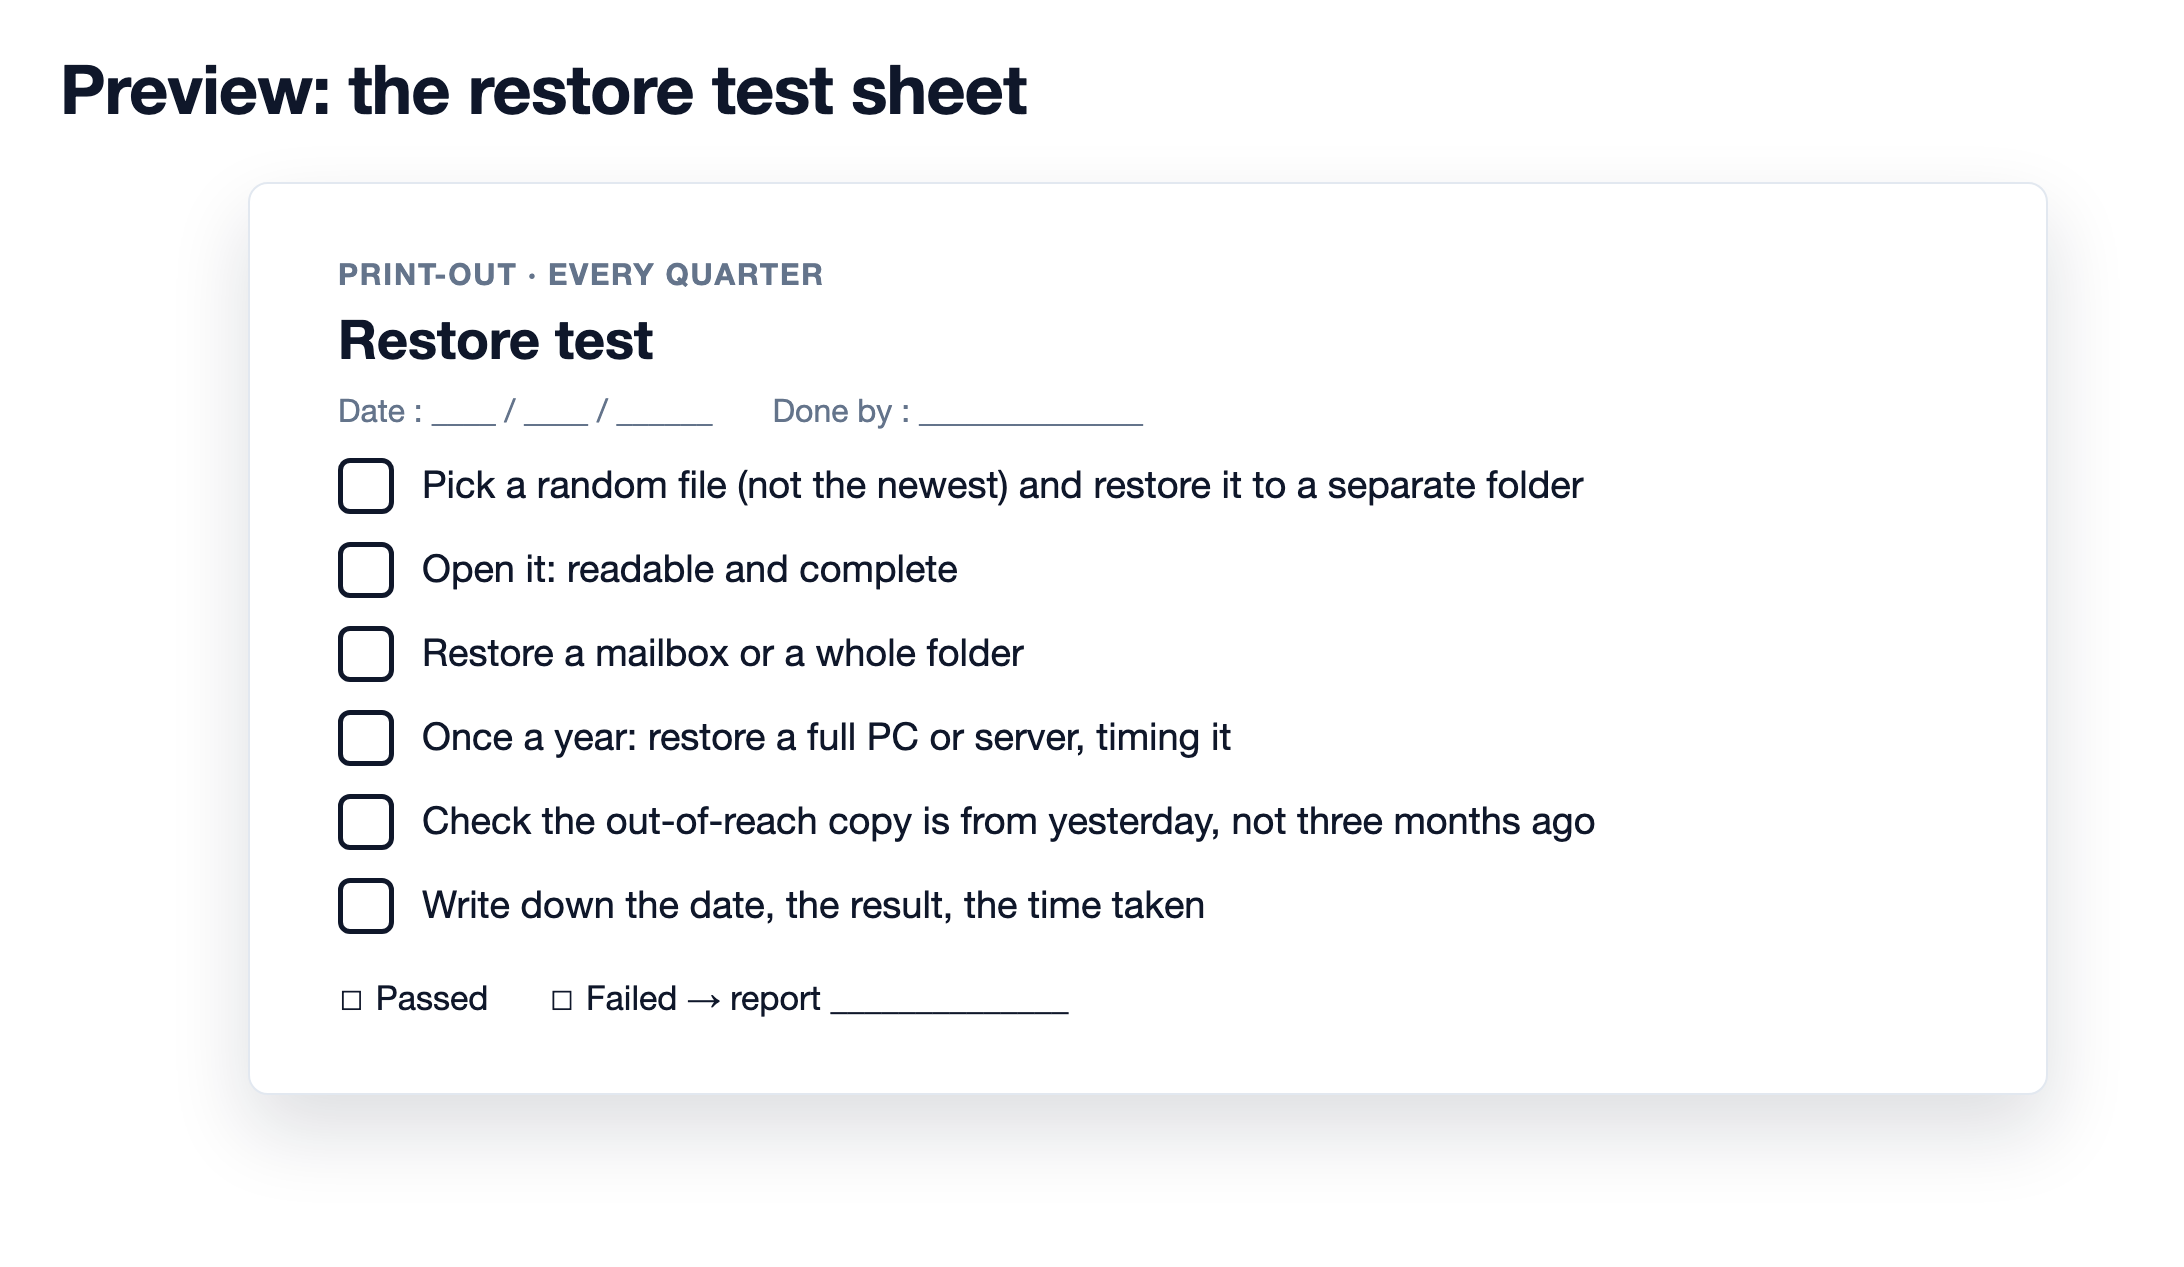 Preview: the restore test sheet
PRINT-OUT · EVERY QUARTER
Restore test
Date : ____ / ____ / ______ Done by : ______________
Pick a random file (not the newest) and restore it to a separate folder
Open it: readable and complete
Restore a mailbox or a whole folder
Once a year: restore a full PC or server, timing it
Check the out-of-reach copy is from yesterday, not three months ago
Write down the date, the result, the time taken
☐ Passed ☐ Failed → report ______________